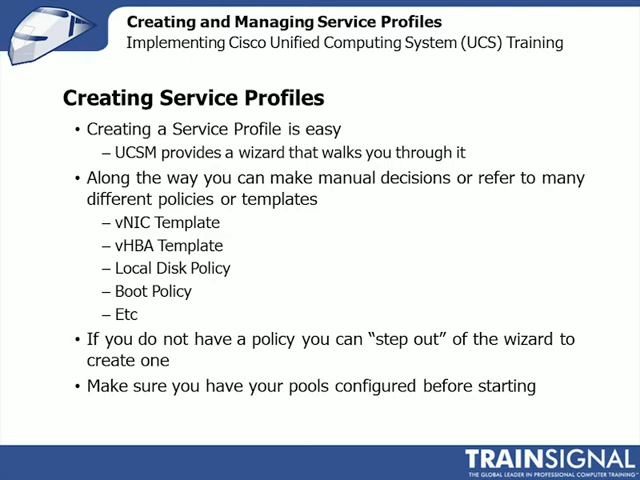 Creating and Managing Service Profiles
Implementing Cisco Unified Computing System (UCS) Training
Creating Service Profiles
• Creating a Service Profile is easy
– UCSM provides a wizard that walks you through it
• Along the way you can make manual decisions or refer to many
different policies or templates
– vNIC Template
– vHBA Template
– Local Disk Policy
– Boot Policy
– Etc
• If you do not have a policy you can “step out” of the wizard to
create one
• Make sure you have your pools configured before starting
TRAINSIGNAL
THE GLOBAL LEADER IN PROFESSIONAL COMPUTER TRAINING